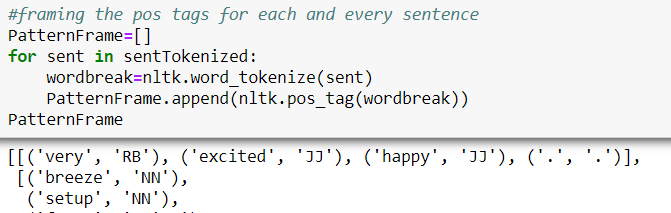 #framing the pos tags for each and every sentence
PatternFrame=[]
for sent in sentTokenized:
    wordbreak=nltk.word_tokenize(sent)
    PatternFrame.append(nltk.pos_tag(wordbreak))
PatternFrame
[[('very', 'RB'), ('excited', 'JJ'), ('happy', 'JJ'), ('.', '.')],
 [('breeze', 'NN'),
  ('setup', 'NN'),